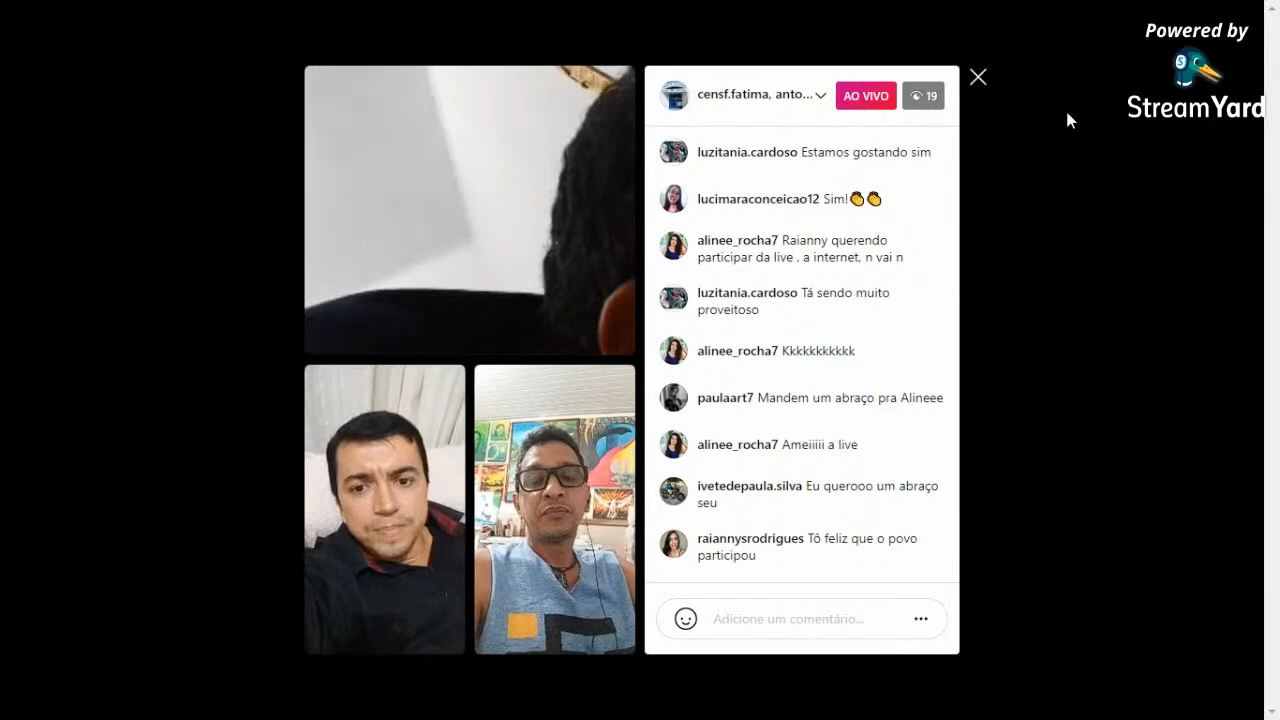 Powered by
StreamYard
censf.fatima, anto...
AO VIVO
19
luzitania.cardoso Estamos gostando sim
lucimaraconceicao12 Sim!👏👏
alinee_rocha7 Raianny querendo
participar da live , a internet, n vai n
luzitania.cardoso Tá sendo muito
proveitoso
alinee_rocha7 Kkkkkkkkkkk
paulaart7 Mandem um abraço pra Alineee
alinee_rocha7 Ameiiiii a live
ivetedepaula.silva Eu querooo um abraço
seu
raiannysrodrigues Tô feliz que o povo
participou
Adicione um comentário...